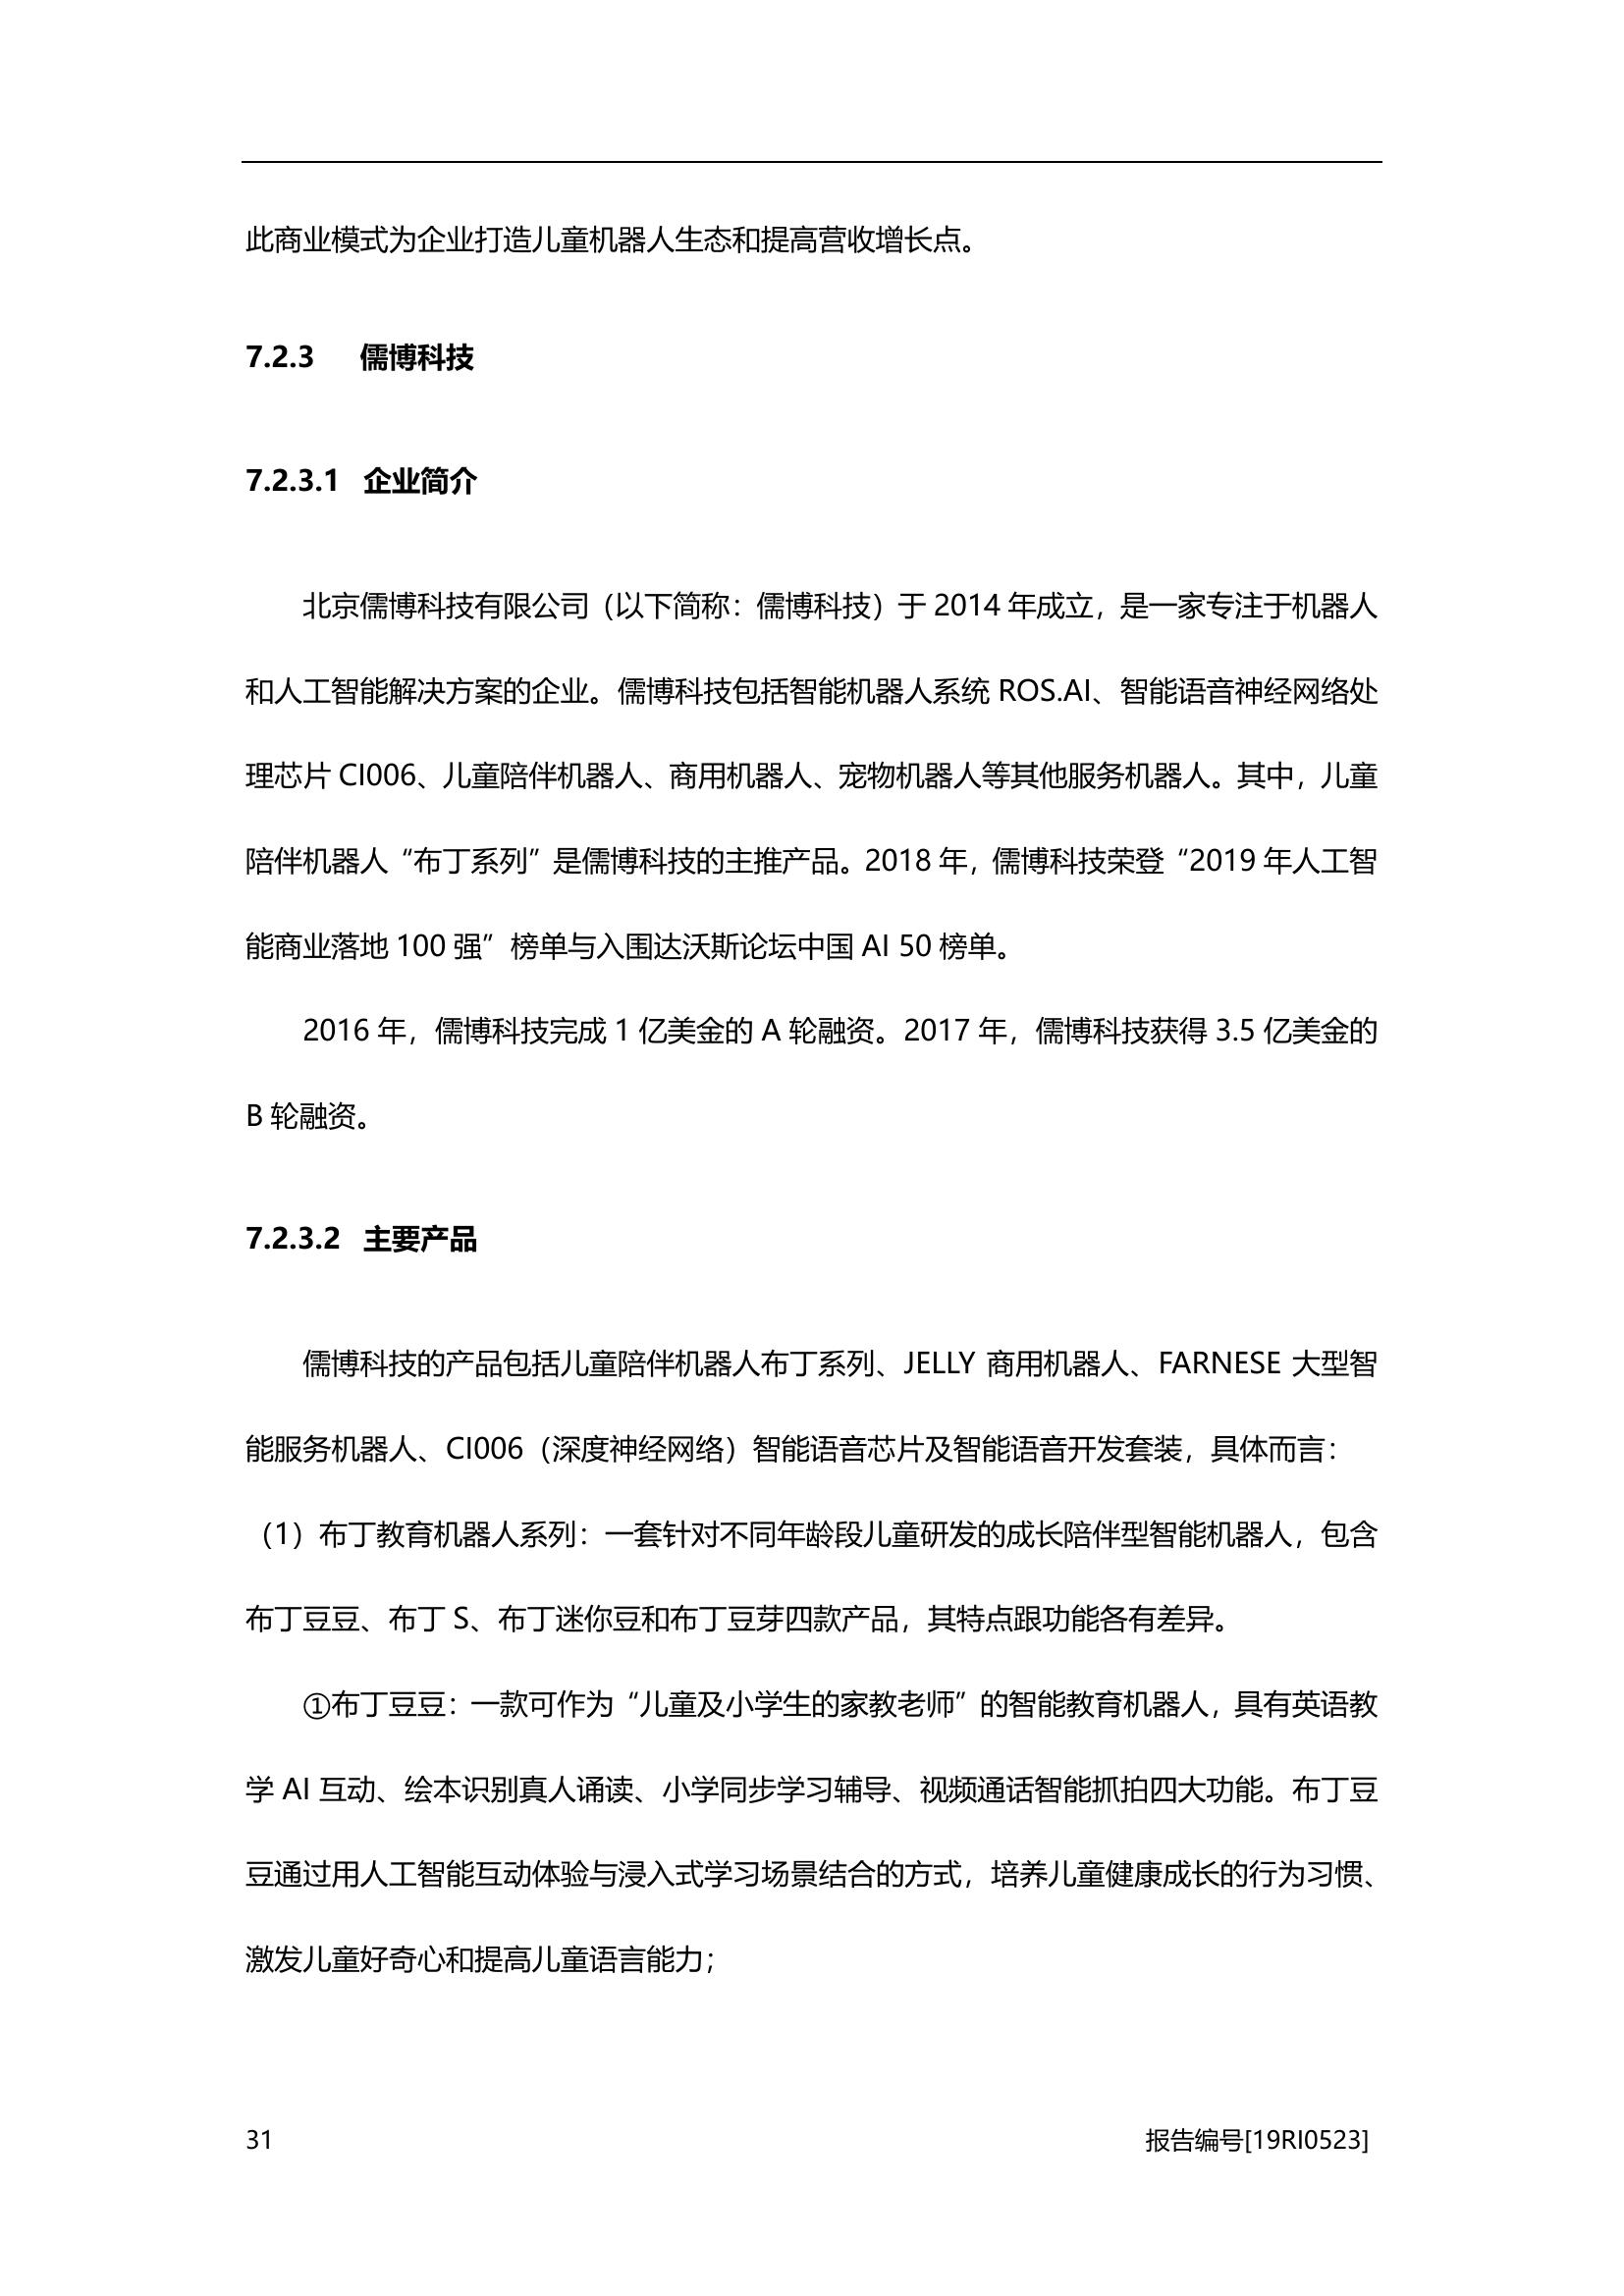 此商业模式为企业打造儿童机器人生态和提高营收增长点。
7.2.3 儒博科技
7.2.3.1 企业简介
北京儒博科技有限公司（以下简称：儒博科技）于 2014 年成立，是一家专注于机器人
和人工智能解决方案的企业。儒博科技包括智能机器人系统 ROS.AI、智能语音神经网络处
理芯片 CI006、儿童陪伴机器人、商用机器人、宠物机器人等其他服务机器人。其中，儿童
陪伴机器人“布丁系列”是儒博科技的主推产品。2018 年，儒博科技荣登“2019 年人工智
能商业落地 100 强”榜单与入围达沃斯论坛中国 AI 50 榜单。
2016 年，儒博科技完成 1 亿美金的 A 轮融资。2017 年，儒博科技获得 3.5 亿美金的
B 轮融资。
7.2.3.2 主要产品
儒博科技的产品包括儿童陪伴机器人布丁系列、JELLY 商用机器人、FARNESE 大型智
能服务机器人、CI006（深度神经网络）智能语音芯片及智能语音开发套装，具体而言：
（1）布丁教育机器人系列：一套针对不同年龄段儿童研发的成长陪伴型智能机器人，包含
布丁豆豆、布丁 S、布丁迷你豆和布丁豆芽四款产品，其特点跟功能各有差异。
①布丁豆豆：一款可作为“儿童及小学生的家教老师”的智能教育机器人，具有英语教
学 AI 互动、绘本识别真人诵读、小学同步学习辅导、视频通话智能抓拍四大功能。布丁豆
豆通过用人工智能互动体验与浸入式学习场景结合的方式，培养儿童健康成长的行为习惯、
激发儿童好奇心和提高儿童语言能力；
31 报告编号[19RI0523]